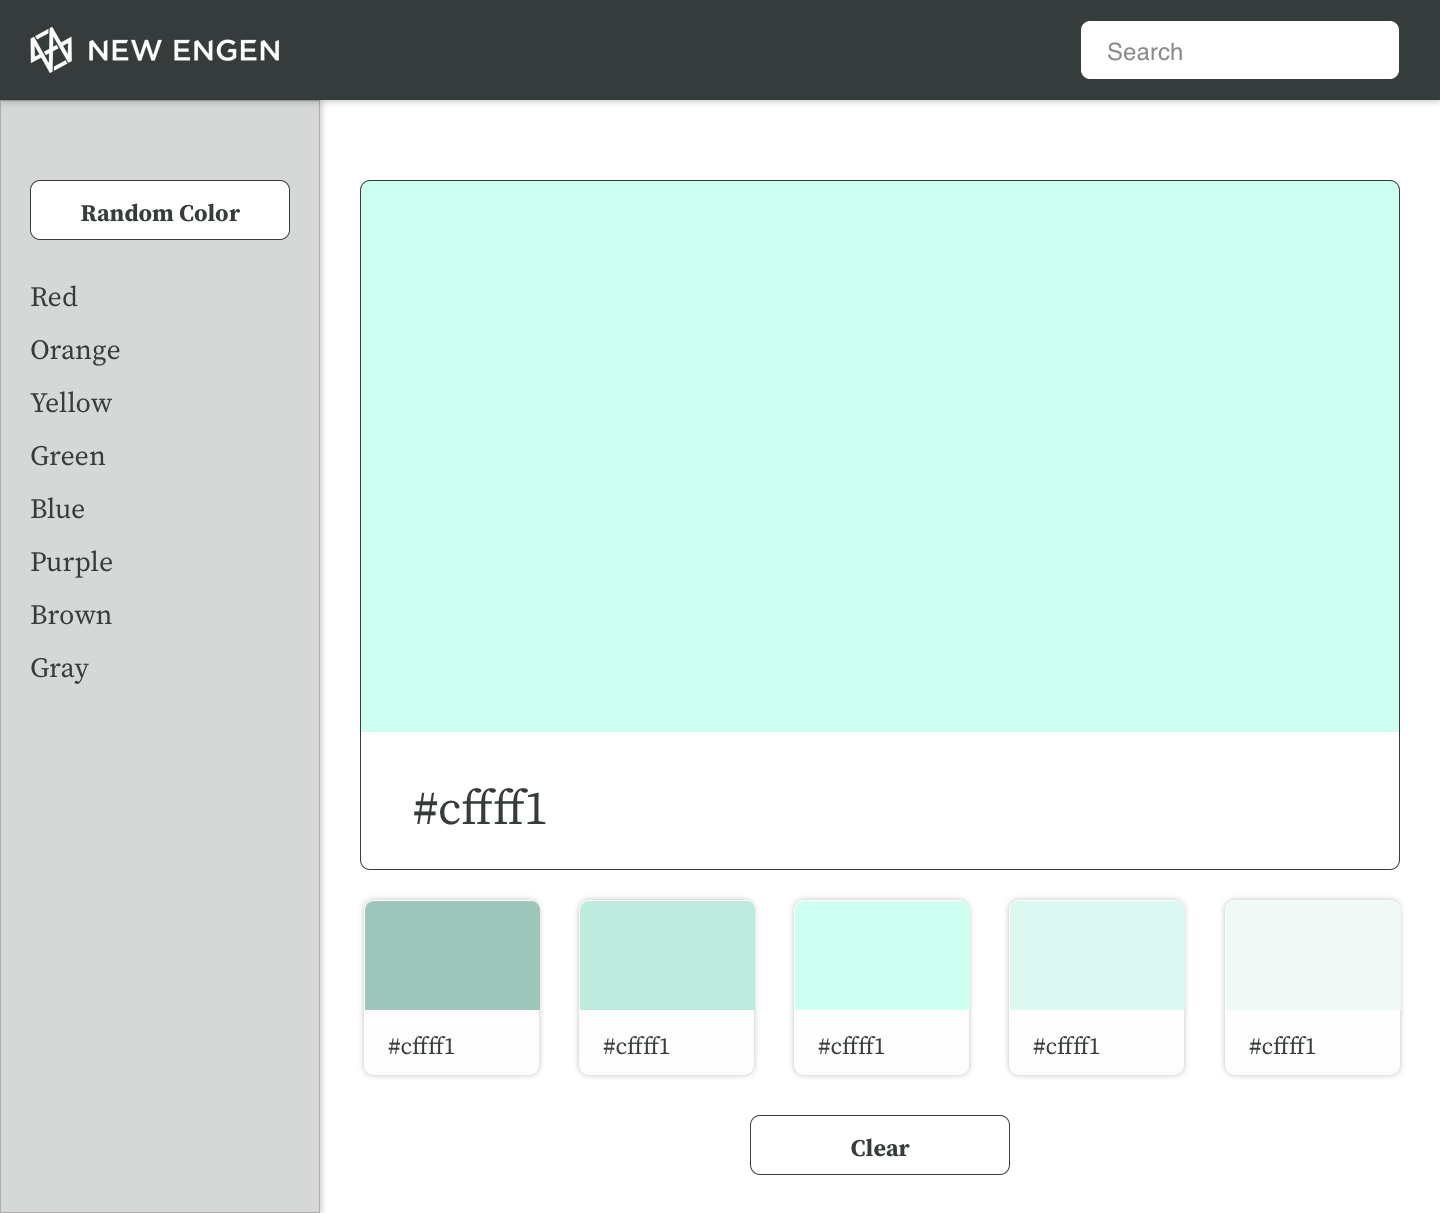 NEW ENGEN
Search
Random Color
Red
Orange
Yellow
Green
Blue
Purple
Brown
Gray
#cffff1
#cffff1
#cffff1
#cffff1
#cffff1
#cffff1
Clear